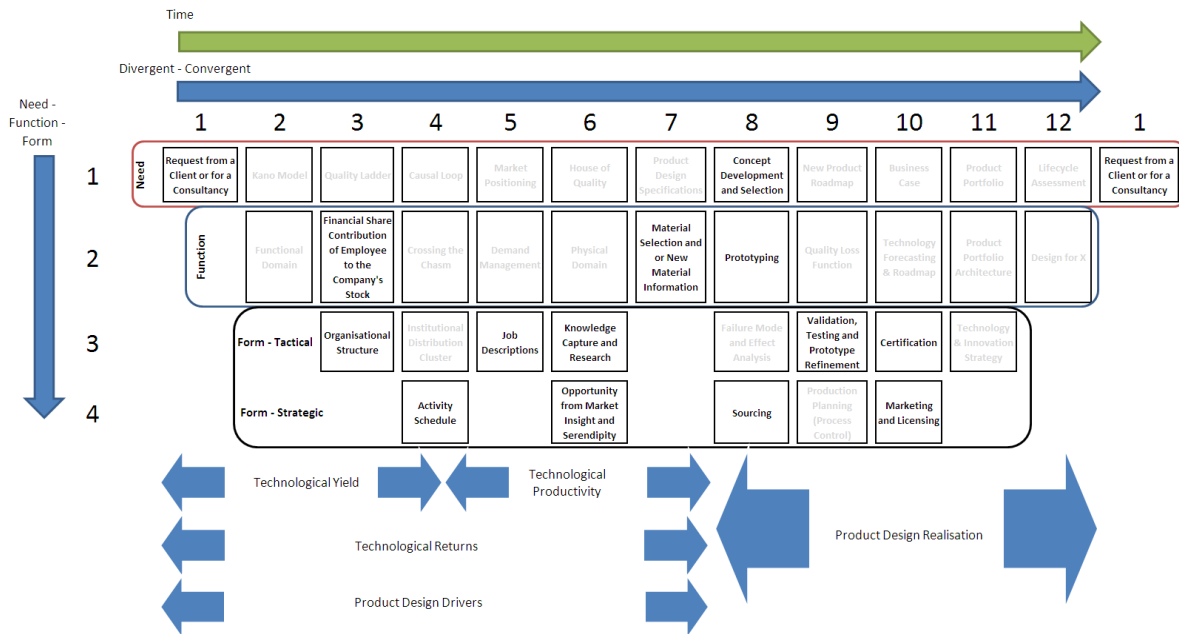 Time
Divergent - Convergent
Need -
Function -
Form
1 2 3 4 5 6 7 8 9 10 11 12 1
1
Need
Request from a
Client or for a
Consultancy
Kano Model
Quality Ladder
Causal Loop
Market
Positioning
House of
Quality
Product
Design
Specifications
Concept
Development
and Selection
New Product
Roadmap
Business
Case
Product
Portfolio
Lifecycle
Assessment
Request from a
Client or for a
Consultancy
2
Function
Functional
Domain
Financial Share
Contribution
of Employee
to the
Company's
Stock
Crossing the
Chasm
Demand
Management
Physical
Domain
Material
Selection or
New
Material
Information
Prototyping
Quality Loss
Function
Technology
Forecasting
& Roadmap
Product
Portfolio
Architecture
Design for X
3
Form - Tactical
Organisational
Structure
Institutional
Distribution
Cluster
Job
Descriptions
Knowledge
Capture and
Research
Failure Mode
and Effect
Analysis
Validation,
Testing and
Prototype
Refinement
Certification
Technology
& Innovation
Strategy
4
Form - Strategic
Activity
Schedule
Opportunity
from Market
Insight and
Serendipity
Sourcing
Production
Planning
(Process
Control)
Marketing
and Licensing
Technological Yield
Technological
Productivity
Technological Returns
Product Design Realisation
Product Design Drivers